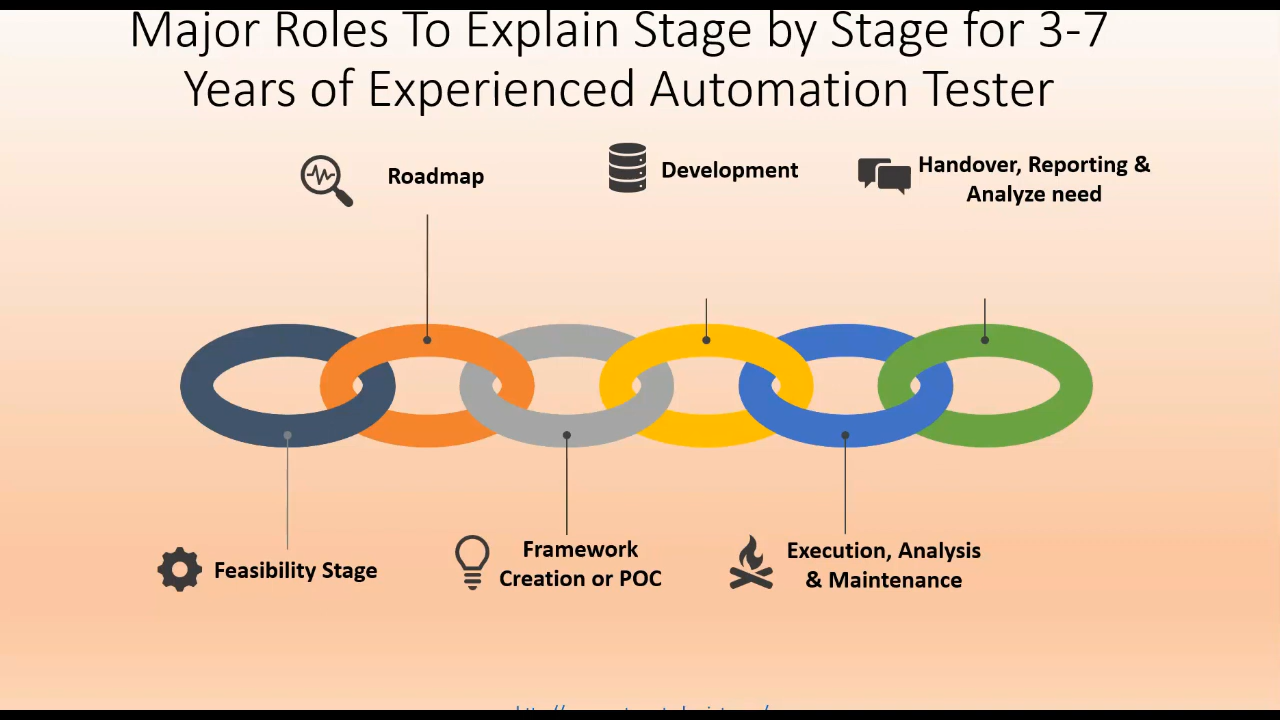 Major Roles To Explain Stage by Stage for 3-7
Years of Experienced Automation Tester
Roadmap
Development
Handover, Reporting &
Analyze need
Feasibility Stage
Framework
Creation or POC
Execution, Analysis
& Maintenance